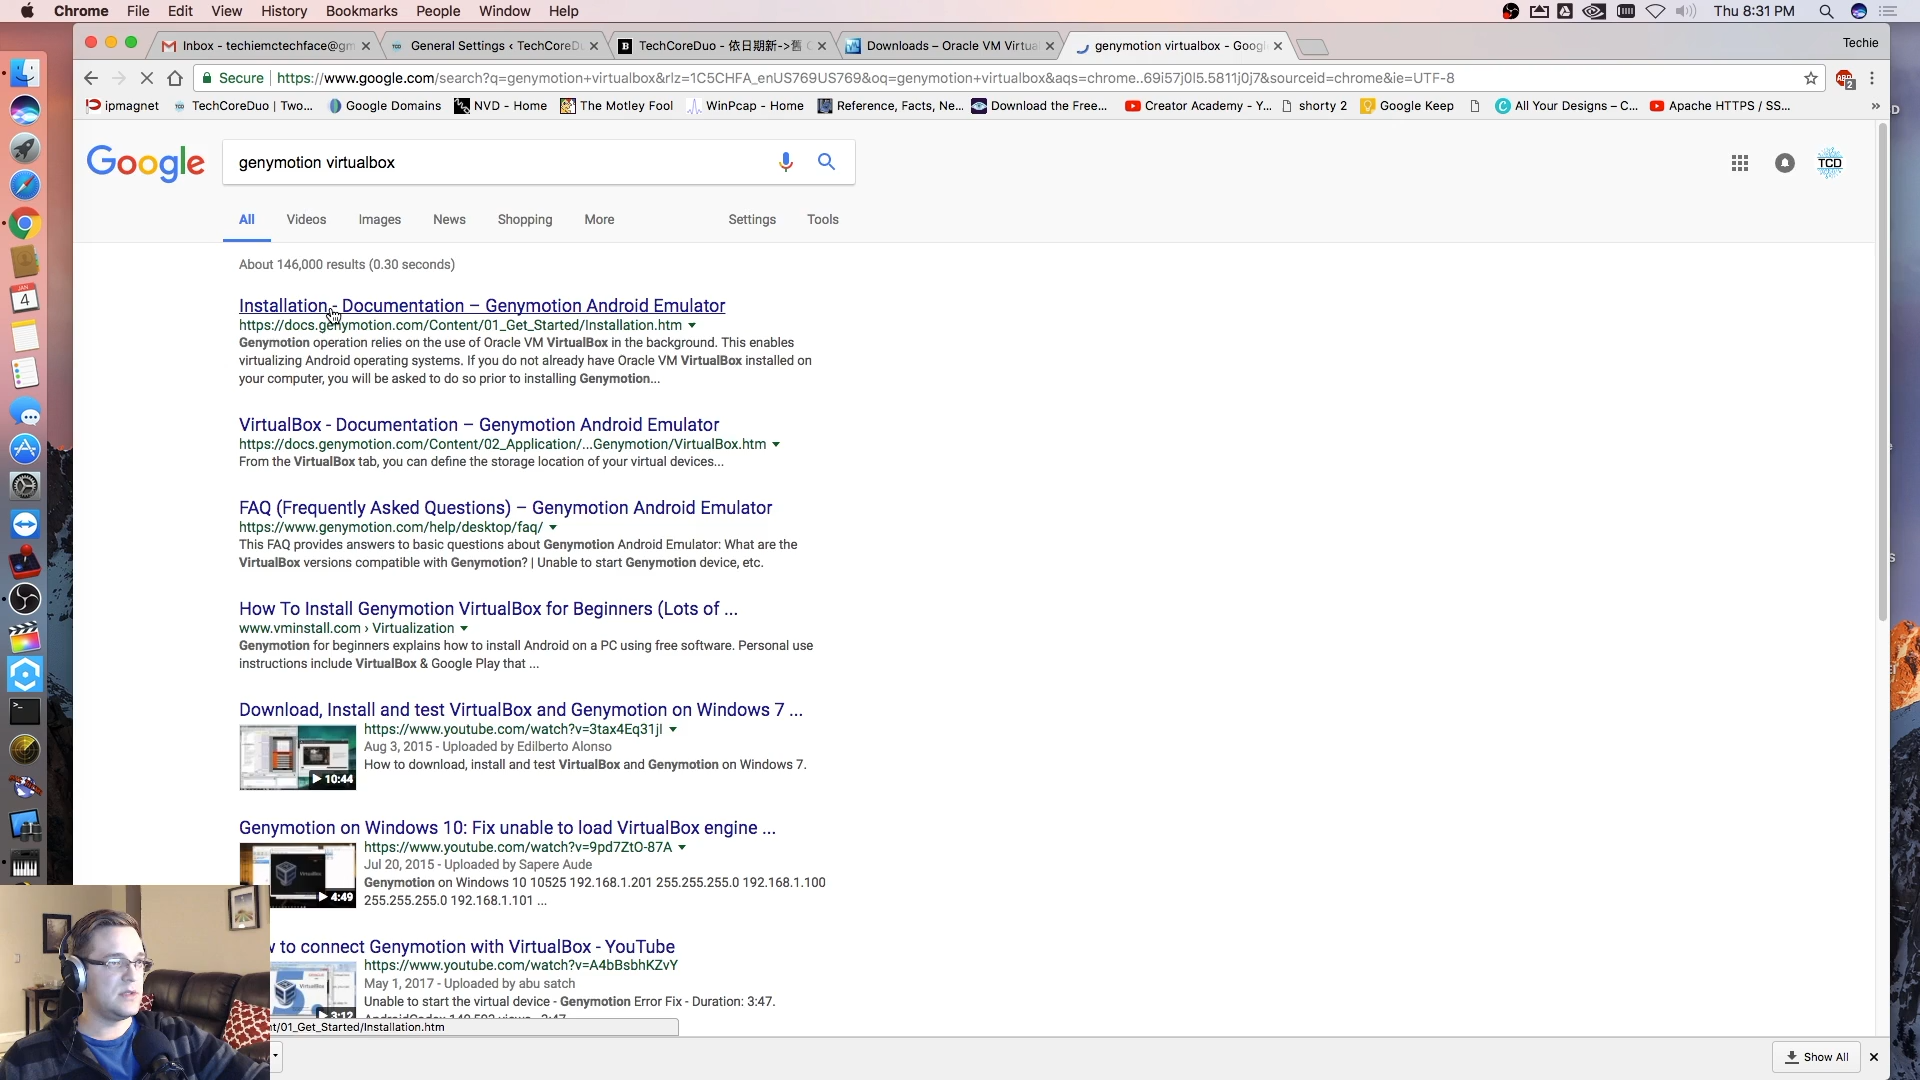 Chrome File Edit View History Bookmarks People Window Help Thu 8:31 PM
Inbox - techiemctechface@gm General Settings ‹ TechCoreDu TechCoreDuo - 依日期新->舊 Downloads – Oracle VM Virtua genymotion virtualbox - Googl Techie
Secure https://www.google.com/search?q=genymotion+virtualbox&rlz=1C5CHFA_enUS769US769&oq=genymotion+virtualbox&aqs=chrome..69i57j0l5.5811j0j7&sourceid=chrome&ie=UTF-8
ipmagnet TechCoreDuo | Two... Google Domains NVD - Home The Motley Fool WinPcap - Home Reference, Facts, Ne... Download the Free... Creator Academy - Y... shorty 2 Google Keep All Your Designs – C... Apache HTTPS / SS... »
Google genymotion virtualbox TCD
All Videos Images News Shopping More Settings Tools
About 146,000 results (0.30 seconds)
Installation - Documentation – Genymotion Android Emulator
https://docs.genymotion.com/Content/01_Get_Started/Installation.htm
Genymotion operation relies on the use of Oracle VM VirtualBox in the background. This enables
virtualizing Android operating systems. If you do not already have Oracle VM VirtualBox installed on
your computer, you will be asked to do so prior to installing Genymotion...
VirtualBox - Documentation – Genymotion Android Emulator
https://docs.genymotion.com/Content/02_Application/...Genymotion/VirtualBox.htm
From the VirtualBox tab, you can define the storage location of your virtual devices...
FAQ (Frequently Asked Questions) – Genymotion Android Emulator
https://www.genymotion.com/help/desktop/faq/
This FAQ provides answers to basic questions about Genymotion Android Emulator: What are the
VirtualBox versions compatible with Genymotion? | Unable to start Genymotion device, etc.
How To Install Genymotion VirtualBox for Beginners (Lots of ...
www.vminstall.com › Virtualization
Genymotion for beginners explains how to install Android on a PC using free software. Personal use
instructions include VirtualBox & Google Play that ...
Download, Install and test VirtualBox and Genymotion on Windows 7 ...
https://www.youtube.com/watch?v=3tax4Eq31jI
Aug 3, 2015 - Uploaded by Edilberto Alonso
How to download, install and test VirtualBox and Genymotion on Windows 7.
10:44
Genymotion on Windows 10: Fix unable to load VirtualBox engine ...
https://www.youtube.com/watch?v=9pd7ZtO-87A
Jul 20, 2015 - Uploaded by Sapere Aude
Genymotion on Windows 10 10525 192.168.1.201 255.255.255.0 192.168.1.100
255.255.255.0 192.168.1.101 ...
4:49
to connect Genymotion with VirtualBox - YouTube
https://www.youtube.com/watch?v=A4bBsbhKZvY
May 1, 2017 - Uploaded by abu satch
Unable to start the virtual device - Genymotion Error Fix - Duration: 3:47.
3:12
/01_Get_Started/Installation.htm
Show All